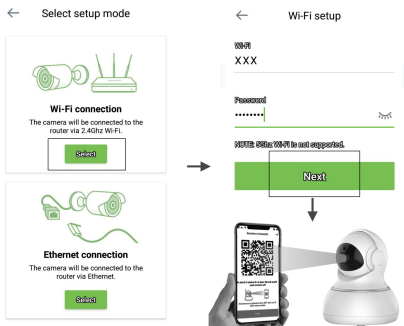 Select setup mode
Wi-Fi connection
The camera will be connected to the
router via 2.4Ghz Wi-Fi.
Select
Ethernet connection
The camera will be connected to the
router via Ethernet.
Select
Wi-Fi setup
Wi-Fi
XXX
Password
••••••••
NOTE: 5Ghz Wi-Fi is not supported.
Next